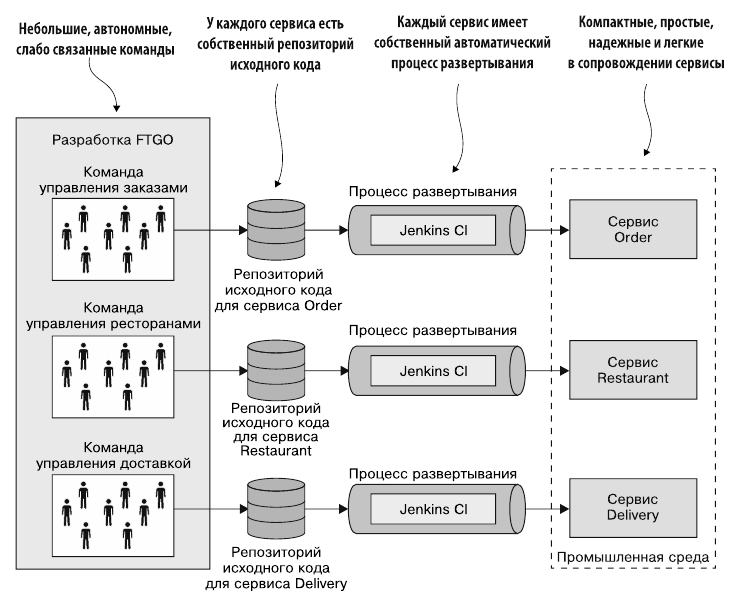 Небольшие, автономные,
слабо связанные команды
У каждого сервиса есть
собственный репозиторий
исходного кода
Каждый сервис имеет
собственный автоматический
процесс развертывания
Компактные, простые,
надежные и легкие
в сопровождении сервисы
Разработка FTGO
Команда
управления заказами
Репозиторий
исходного кода
для сервиса Order
Процесс развертывания
Jenkins CI
Сервис
Order
Команда
управления ресторанами
Репозиторий
исходного кода
для сервиса
Restaurant
Процесс развертывания
Jenkins CI
Сервис
Restaurant
Команда
управления доставкой
Репозиторий
исходного кода
для сервиса Delivery
Процесс развертывания
Jenkins CI
Сервис
Delivery
Промышленная среда